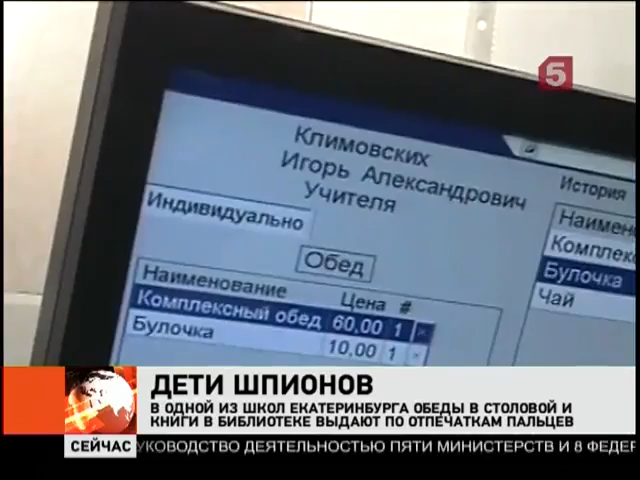 5
Климовских
Игорь Александрович
Учителя
История
Индивидуально
Обед
Наименование Цена #
Комплексный обед 60,00 1
Булочка 10,00 1
Булочка
Чай
ДЕТИ ШПИОНОВ
В ОДНОЙ ИЗ ШКОЛ ЕКАТЕРИНБУРГА ОБЕДЫ В СТОЛОВОЙ И
КНИГИ В БИБЛИОТЕКЕ ВЫДАЮТ ПО ОТПЕЧАТКАМ ПАЛЬЦЕВ
СЕЙЧАС УКОВОДСТВО ДЕЯТЕЛЬНОСТЬЮ ПЯТИ МИНИСТЕРСТВ И 8 ФЕДЕР